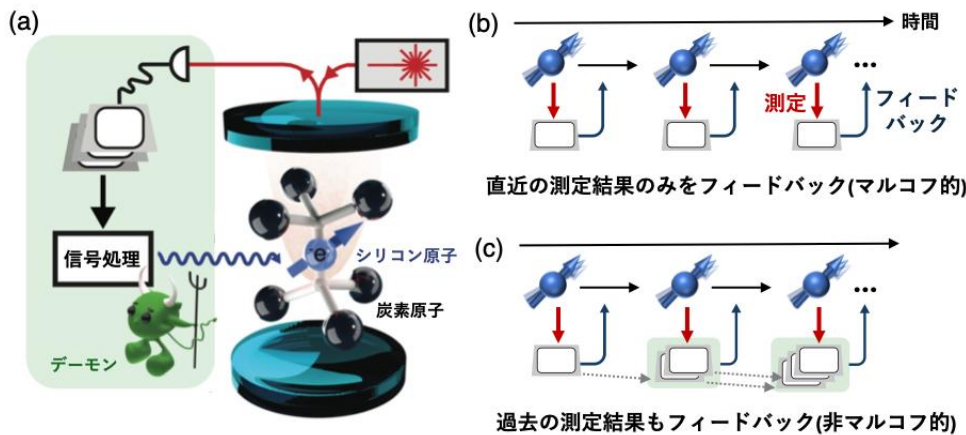 (a)
信号処理
デーモン
e
シリコン原子
炭素原子
(b)
時間
測定
フィード
バック
...
直近の測定結果のみをフィードバック(マルコフ的)
(c)
...
過去の測定結果もフィードバック(非マルコフ的)